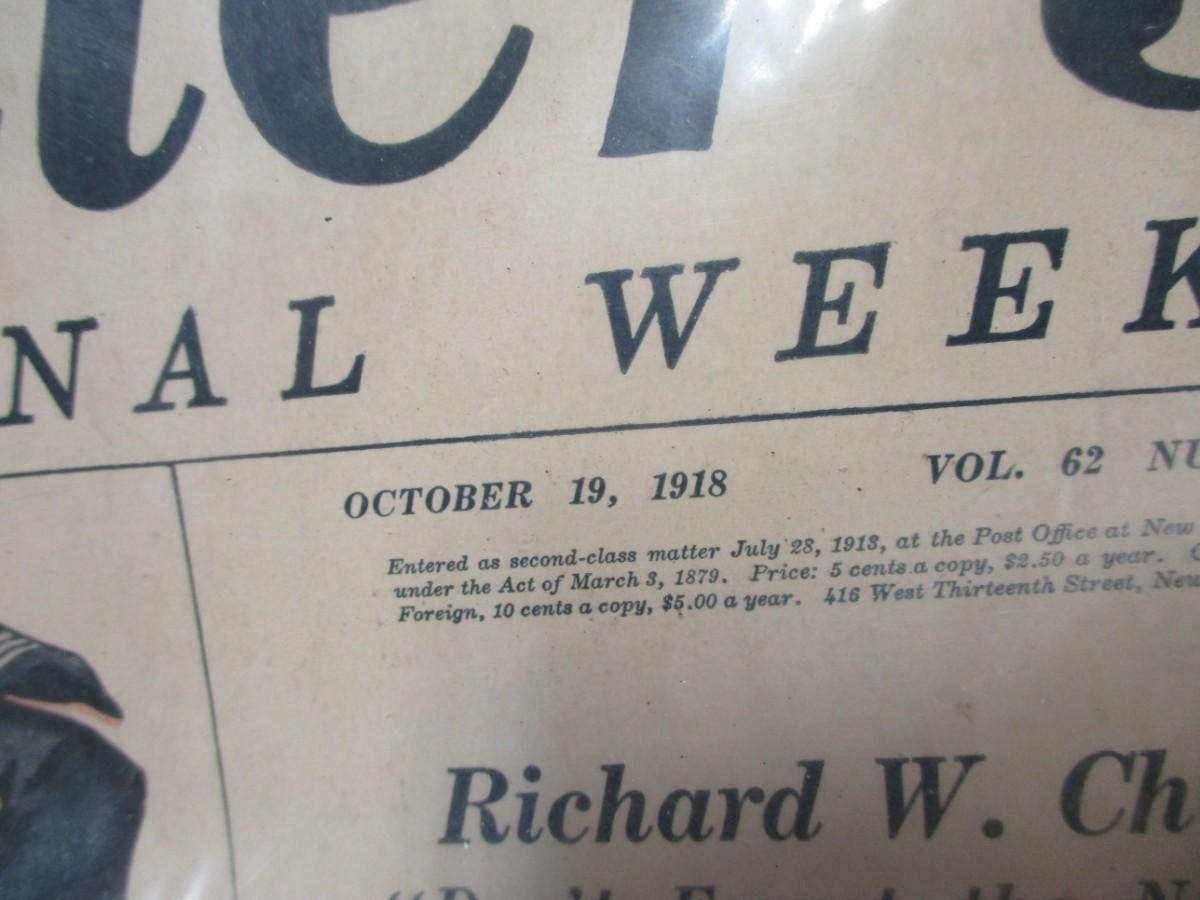 NAL WEEK
OCTOBER 19, 1918 VOL. 62
Entered as second-class matter July 28, 1913, at the Post Office at New
under the Act of March 3, 1879. Price: 5 cents a copy, $2.50 a year.
Foreign, 10 cents a copy, $5.00 a year. 416 West Thirteenth Street, New
Richard W. Ch